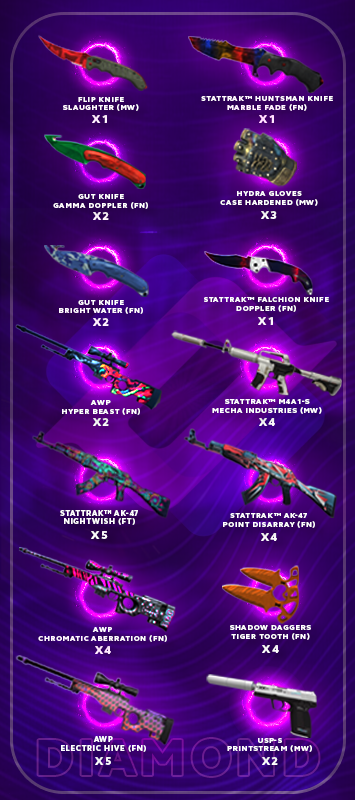 FLIP KNIFE
SLAUGHTER (MW)
X1
STATTRAK™ HUNTSMAN KNIFE
MARBLE FADE (FN)
X1
GUT KNIFE
GAMMA DOPPLER (FN)
X2
HYDRA GLOVES
CASE HARDENED (MW)
X3
GUT KNIFE
BRIGHT WATER (FN)
X2
STATTRAK™ FALCHION KNIFE
DOPPLER (FN)
X1
AWP
HYPER BEAST (FN)
X2
STATTRAK™ M4A1-S
MECHA INDUSTRIES (MW)
X4
STATTRAK™ AK-47
NIGHTWISH (FT)
X5
STATTRAK™ AK-47
POINT DISARRAY (FN)
X4
AWP
CHROMATIC ABERRATION (FN)
X4
SHADOW DAGGERS
TIGER TOOTH (FN)
X4
AWP
ELECTRIC HIVE (FN)
X5
USP-S
PRINTSTREAM (MW)
X2
DIAMOND